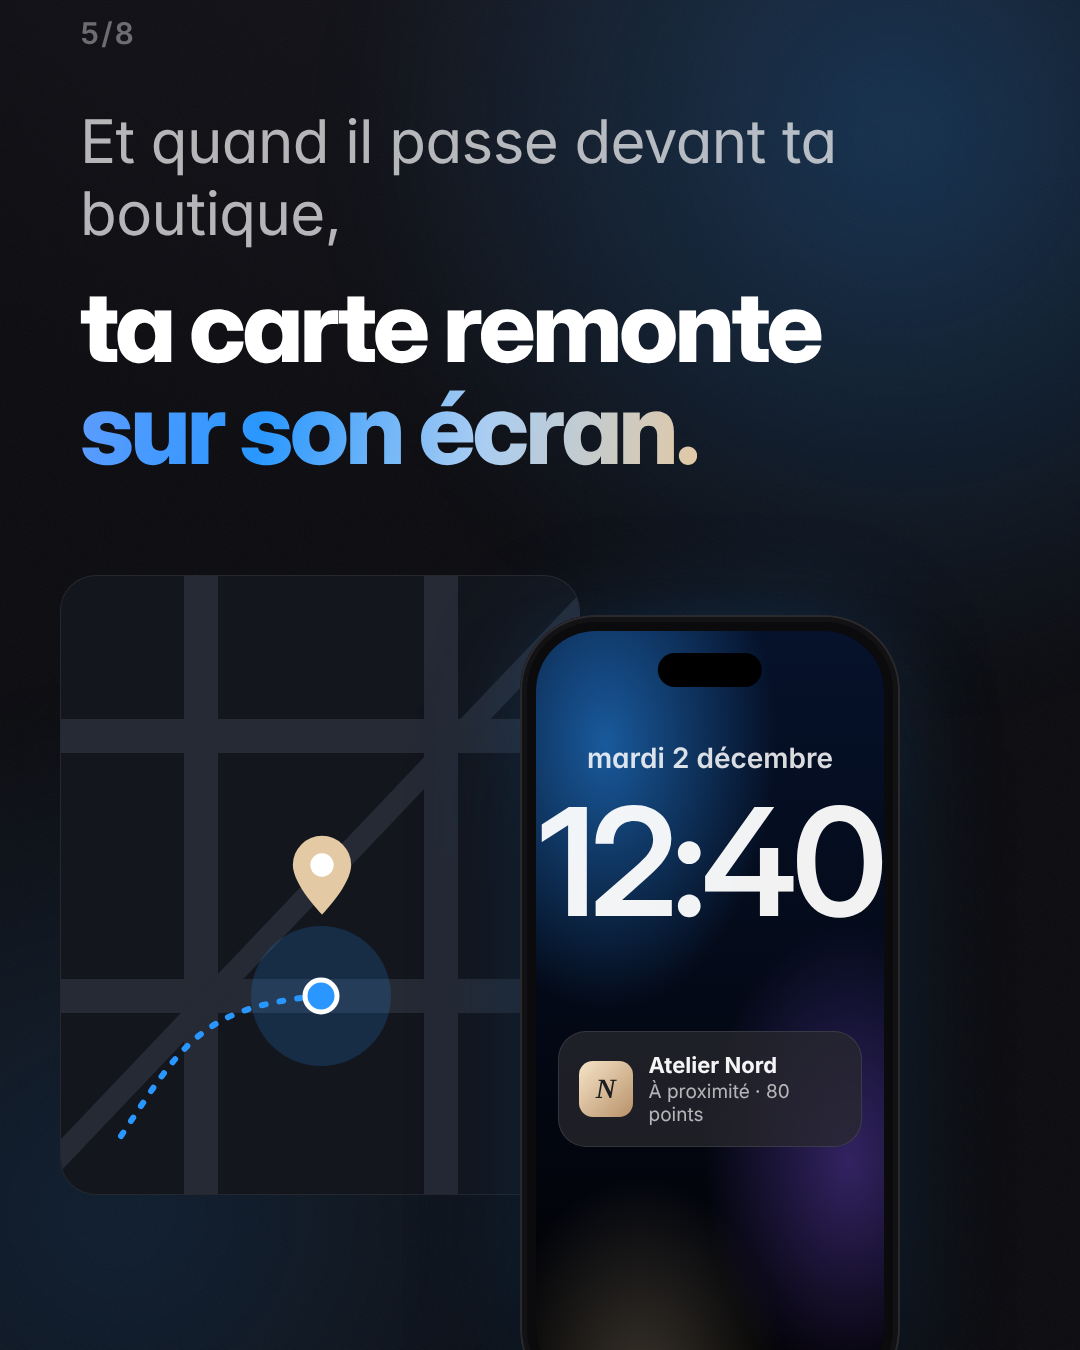 5/8
Et quand il passe devant ta
boutique,
ta carte remonte
sur son écran.
mardi 2 décembre
12:40
N
Atelier Nord
À proximité · 80
points